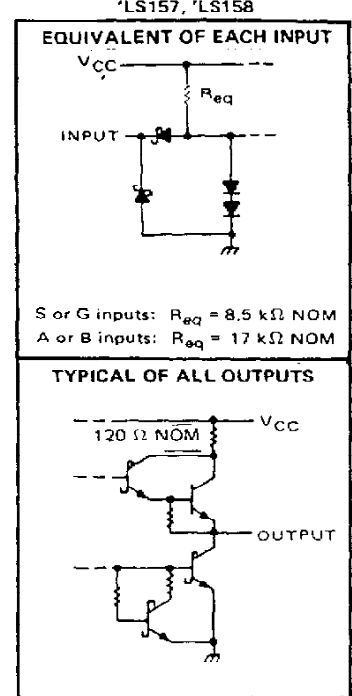 'LS157, 'LS158
EQUIVALENT OF EACH INPUT
VCC
Req
INPUT
S or G inputs: Req = 8.5 kΩ NOM
A or B inputs: Req = 17 kΩ NOM
TYPICAL OF ALL OUTPUTS
VCC
120 Ω NOM
OUTPUT